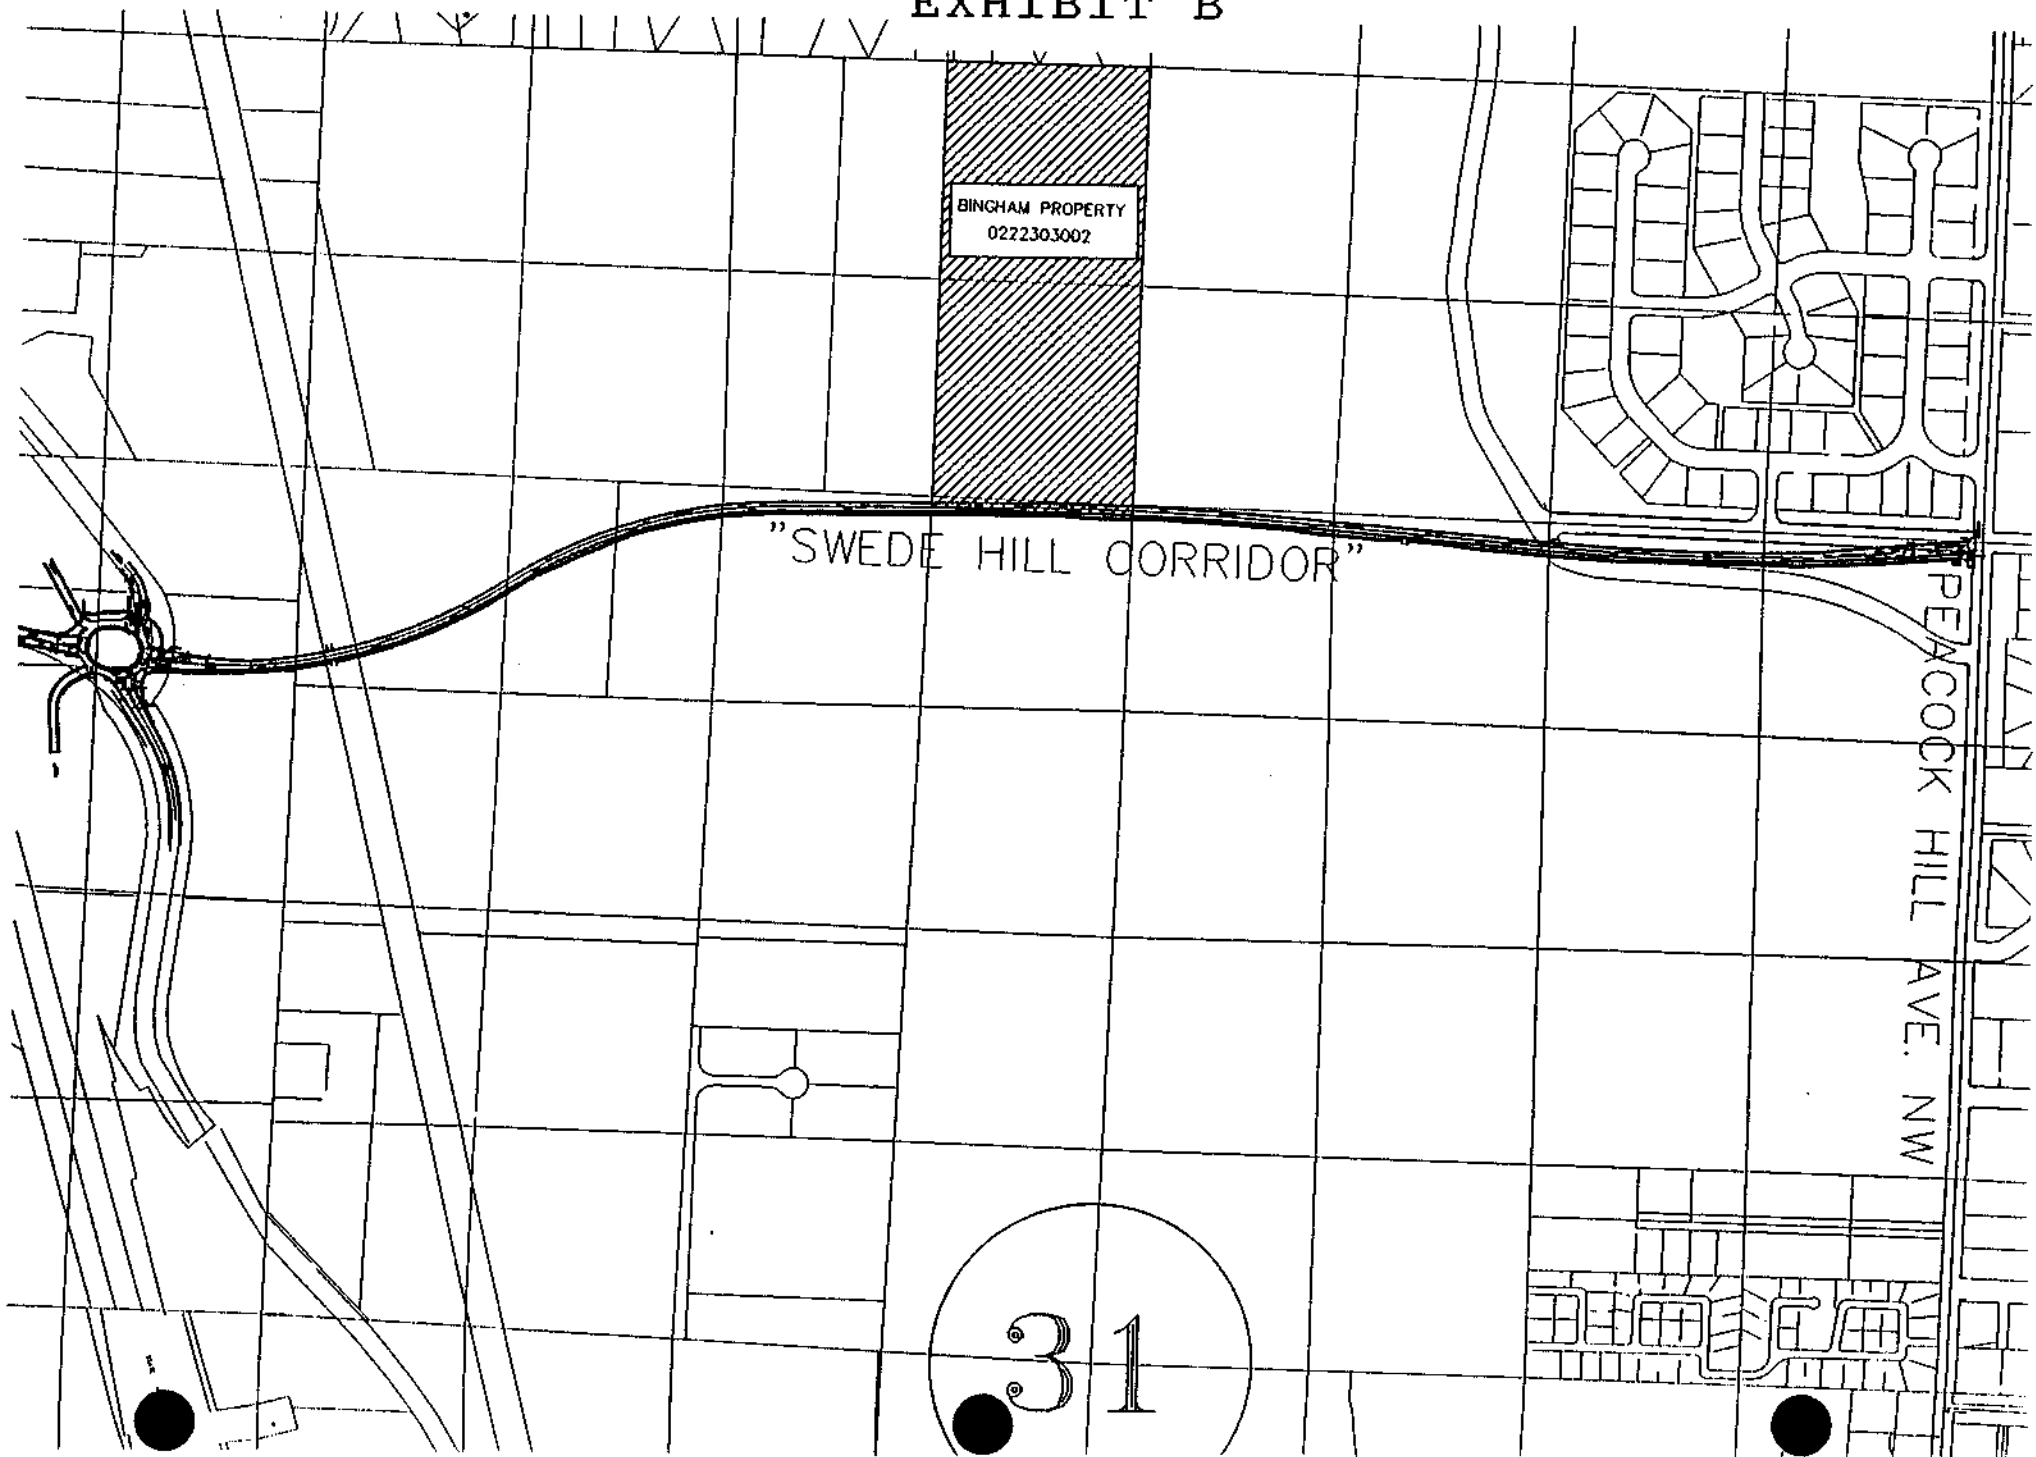 EXHIBIT B
BINGHAM PROPERTY
0222303002
"SWEDE HILL CORRIDOR"
PEACOCK HILL AVE. NW
31